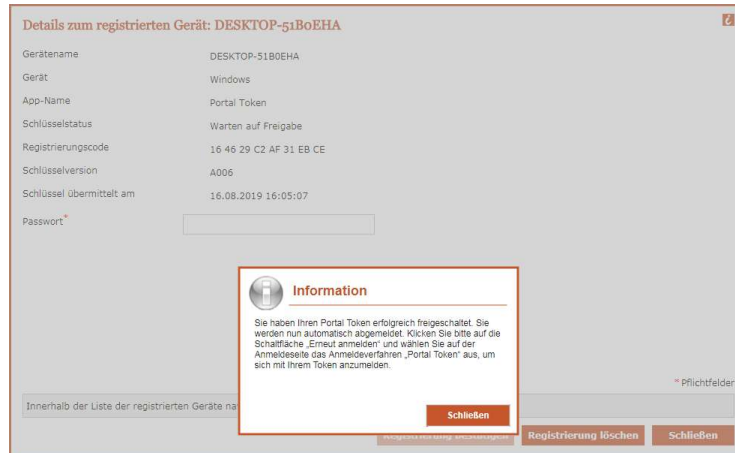 Details zum registrierten Gerät: DESKTOP-51B0EHA
Gerätename DESKTOP-51B0EHA
Gerät Windows
App-Name Portal Token
Schlüsselstatus Warten auf Freigabe
Registrierungscode 16 46 29 C2 AF 31 EB CE
Schlüsselversion A006
Schlüssel übermittelt am 16.08.2019 16:05:07
Passwort*
Information
Sie haben Ihren Portal Token erfolgreich freigeschaltet. Sie
werden nun automatisch abgemeldet. Klicken Sie bitte auf die
Schaltfläche „Erneut anmelden“ und wählen Sie auf der
Anmeldeseite das Anmeldeverfahren „Portal Token“ aus, um
sich mit Ihrem Token anzumelden.
Schließen
* Pflichtfelder
Innerhalb der Liste der registrierten Geräte
Registrierung löschen Schließen